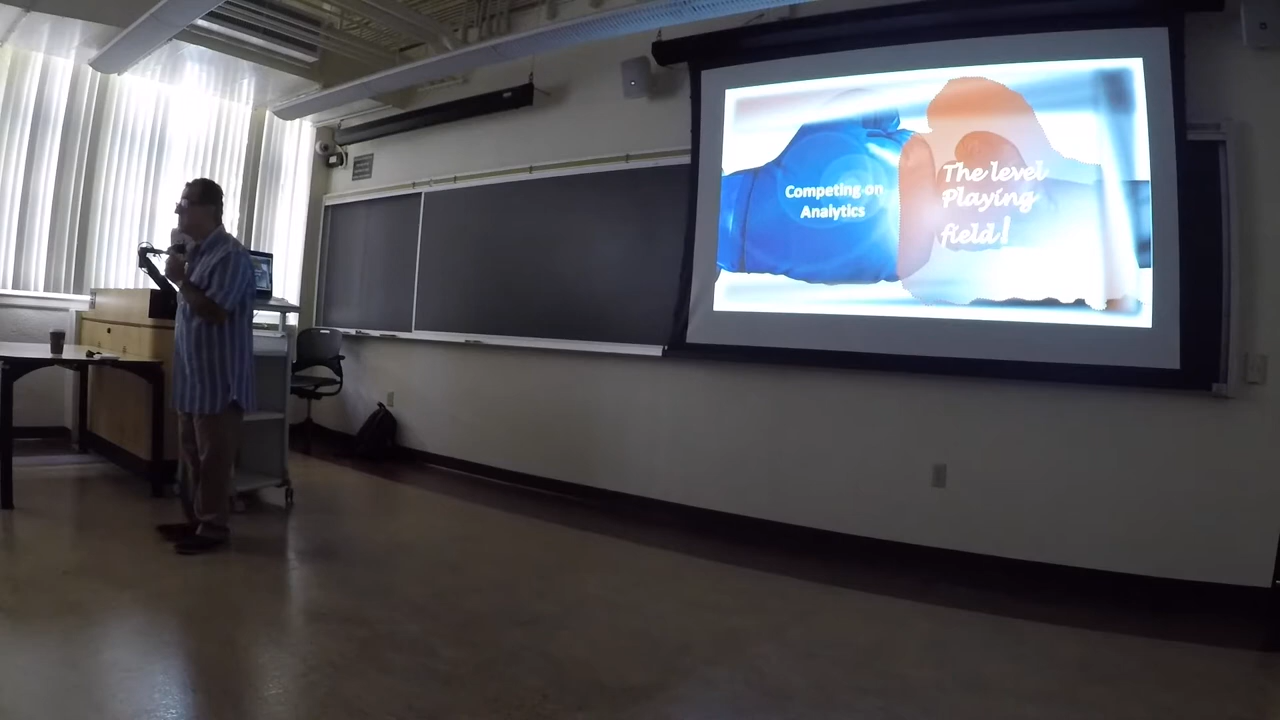 Competing on
Analytics
The level
Playing
field!